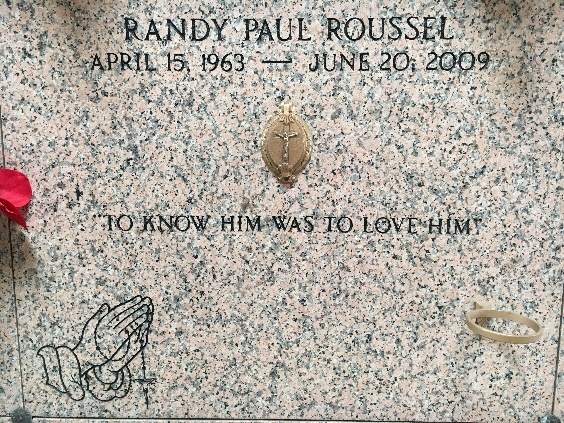 RANDY PAUL ROUSSEL
APRIL 15, 1963 — JUNE 20, 2009
"TO KNOW HIM WAS TO LOVE HIM"